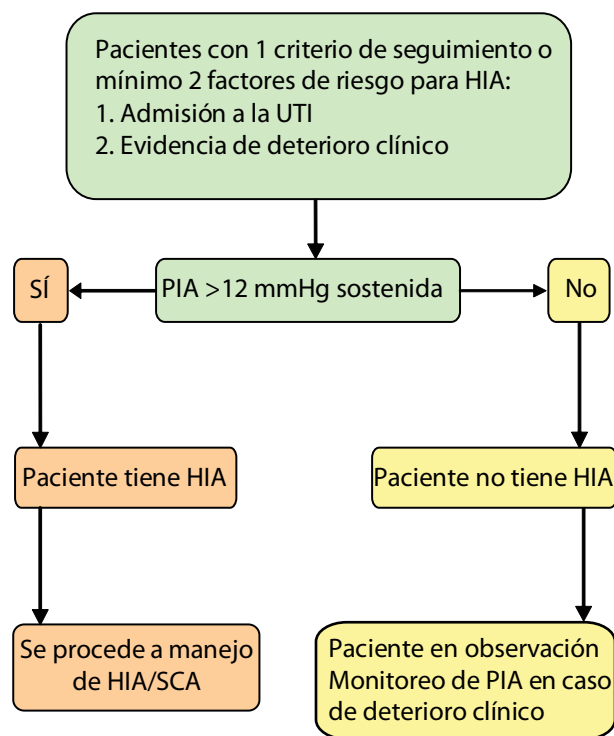 Pacientes con 1 criterio de seguimiento o
mínimo 2 factores de riesgo para HIA:
1. Admisión a la UTI
2. Evidencia de deterioro clínico
SÍ
PIA >12 mmHg sostenida
No
Paciente tiene HIA
Paciente no tiene HIA
Se procede a manejo
de HIA/SCA
Paciente en observación
Monitoreo de PIA en caso
de deterioro clínico